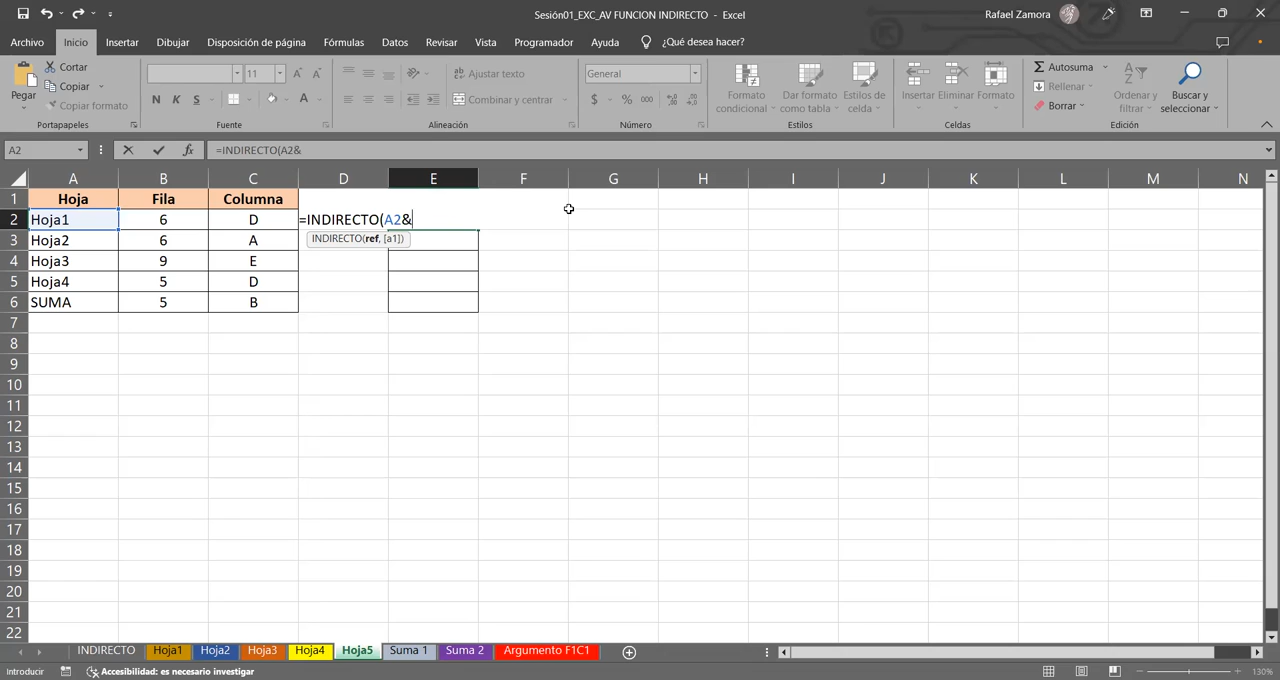 Sesión01_EXC_AV FUNCION INDIRECTO - Excel
Rafael Zamora
Archivo Inicio Insertar Dibujar Disposición de página Fórmulas Datos Revisar Vista Programador Ayuda ¿Qué desea hacer?
Pegar
Cortar
Copiar
Copiar formato
Portapapeles
11
N K S
Fuente
Ajustar texto
Combinar y centrar
Alineación
General
$ % 000
Número
Formato condicional
Dar formato como tabla
Estilos de celda
Estilos
Insertar Eliminar Formato
Celdas
Autosuma
Rellenar
Borrar
Ordenar y filtrar
Buscar y seleccionar
Edición
A2 fx =INDIRECTO(A2&
A B C D E F G H I J K L M N
1 Hoja Fila Columna
2 Hoja1 6 D =INDIRECTO(A2&
INDIRECTO(ref, [a1])
3 Hoja2 6 A
4 Hoja3 9 E
5 Hoja4 5 D
6 SUMA 5 B
7
8
9
10
11
12
13
14
15
16
17
18
19
20
21
22
INDIRECTO Hoja1 Hoja2 Hoja3 Hoja4 Hoja5 Suma 1 Suma 2 Argumento F1C1
Introducir Accesibilidad: es necesario investigar 130%